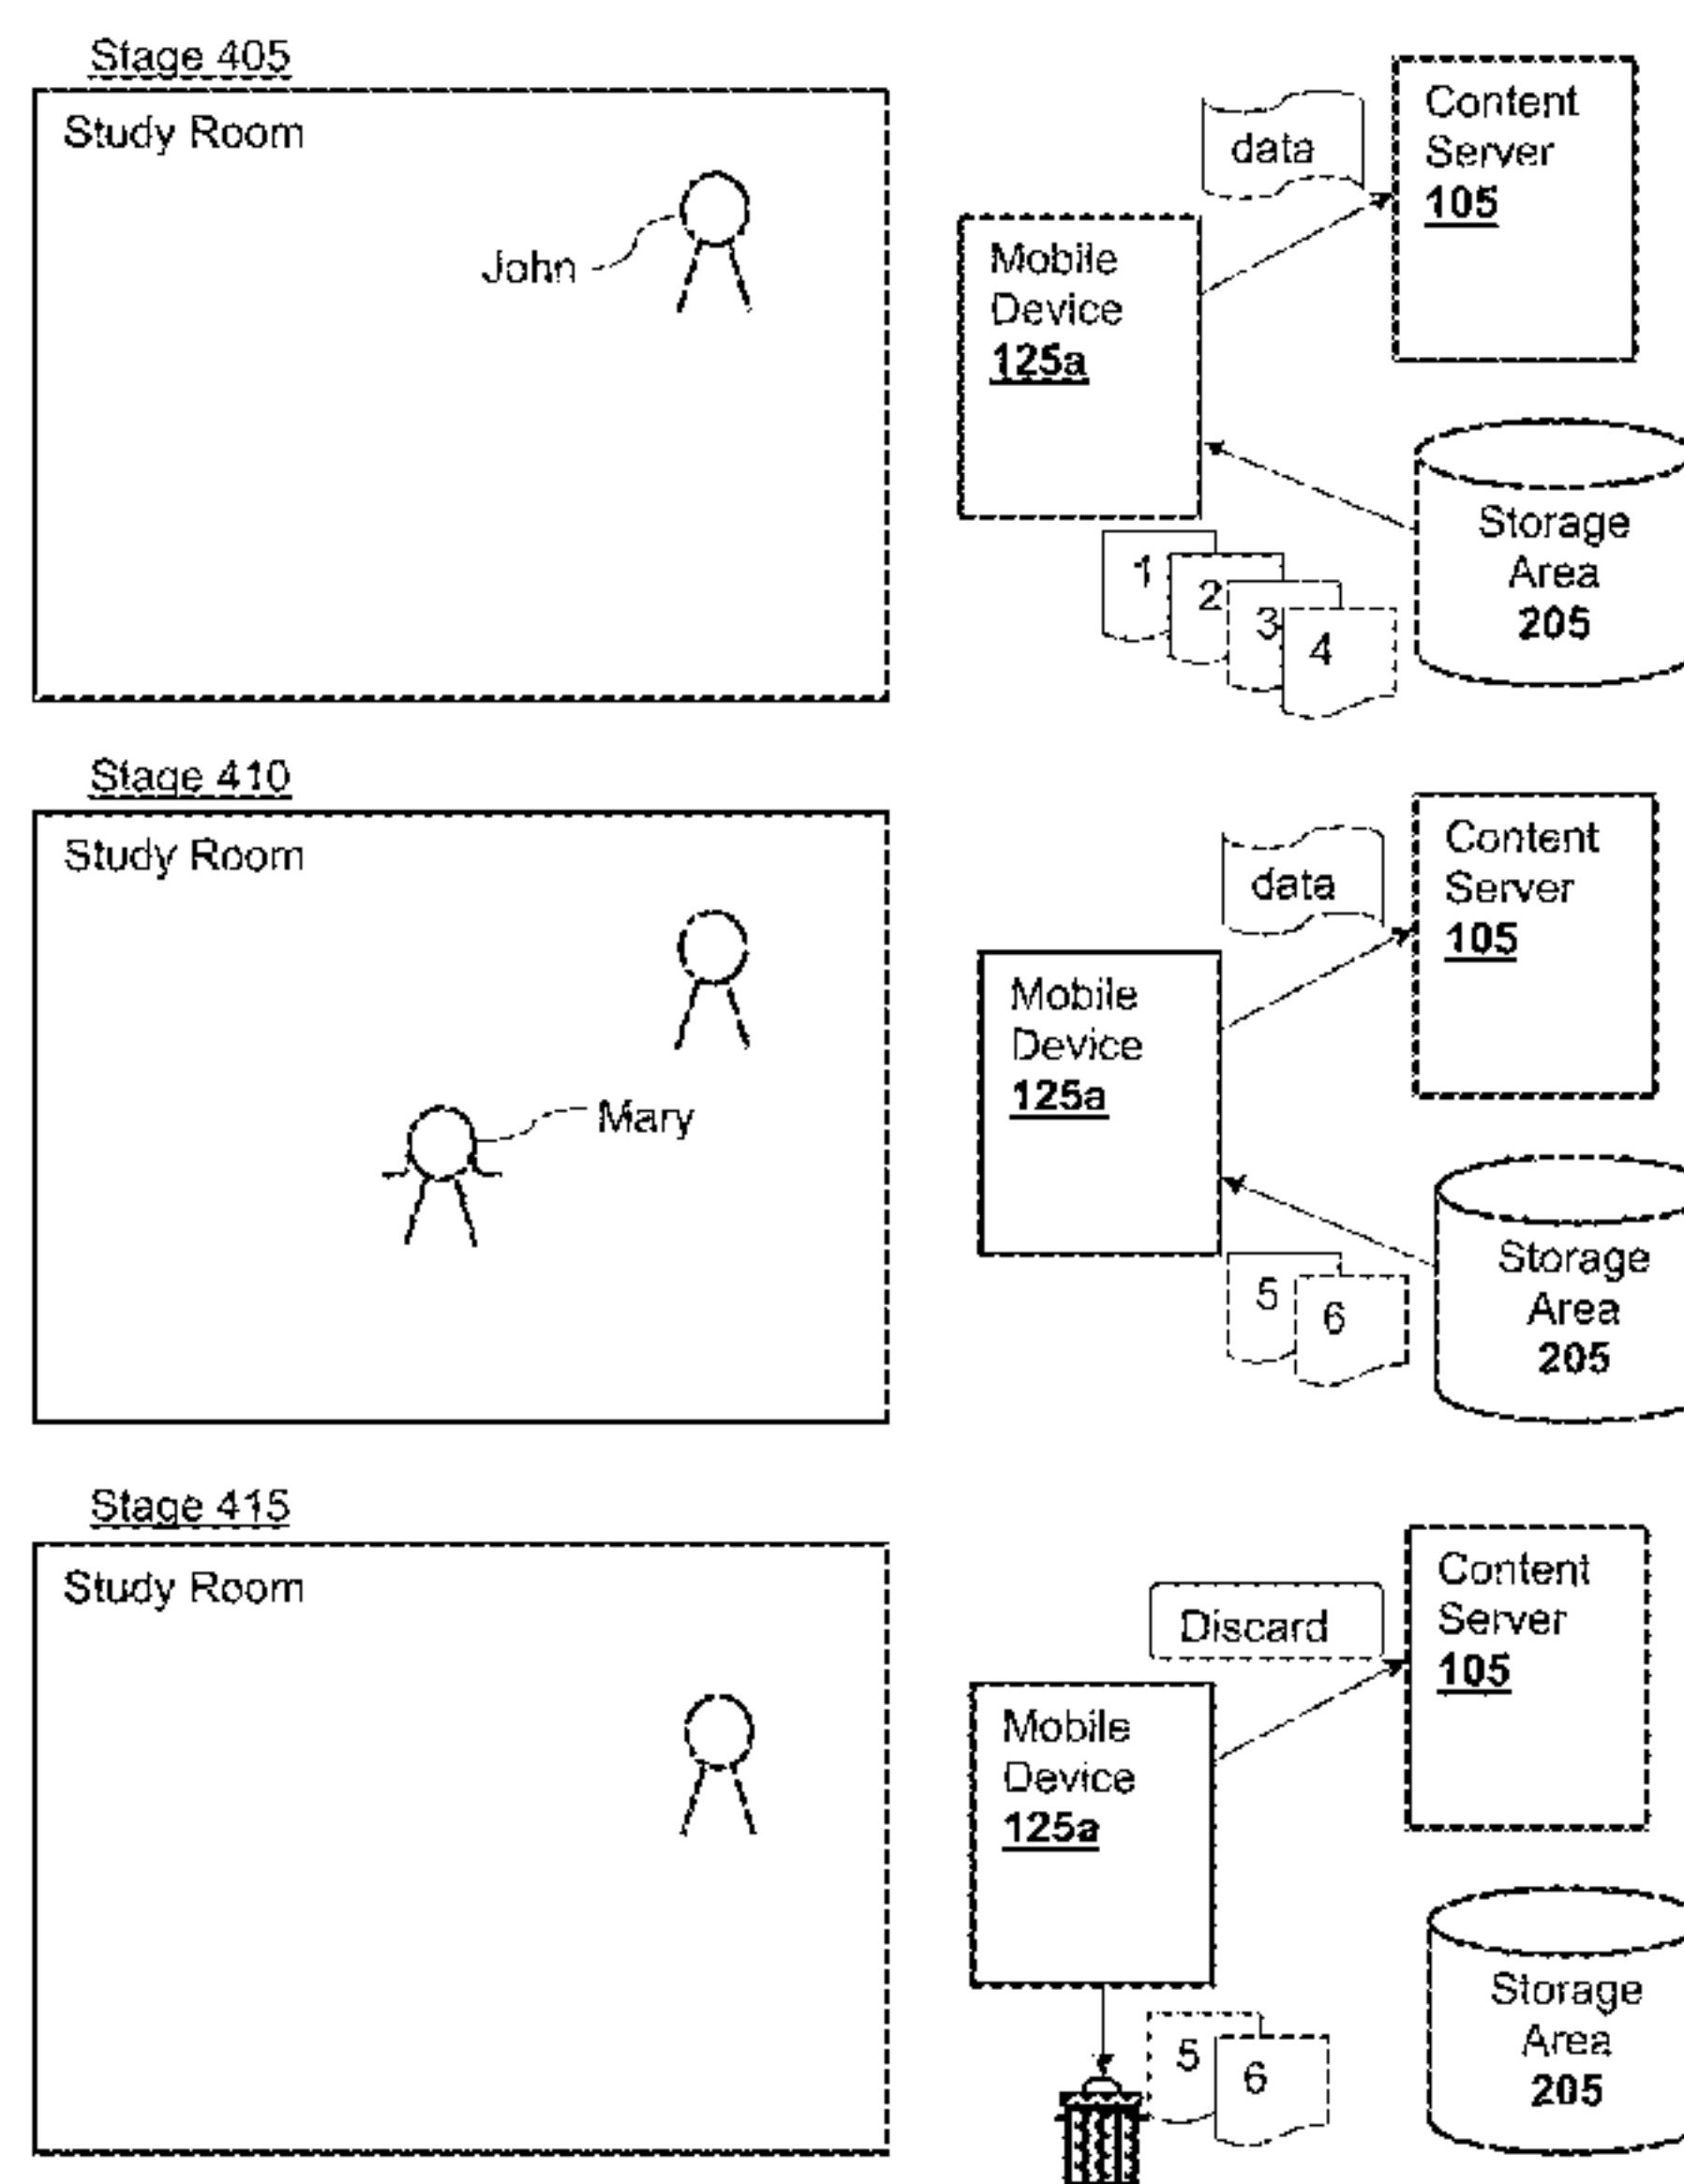 Stage 405
Study Room
John
data
Content
Server
105
Mobile
Device
125a
Storage
Area
205
1
2
3
4
Stage 410
Study Room
Mary
data
Content
Server
105
Mobile
Device
125a
Storage
Area
205
5
6
Stage 415
Study Room
Discard
Content
Server
105
Mobile
Device
125a
Storage
Area
205
5
6